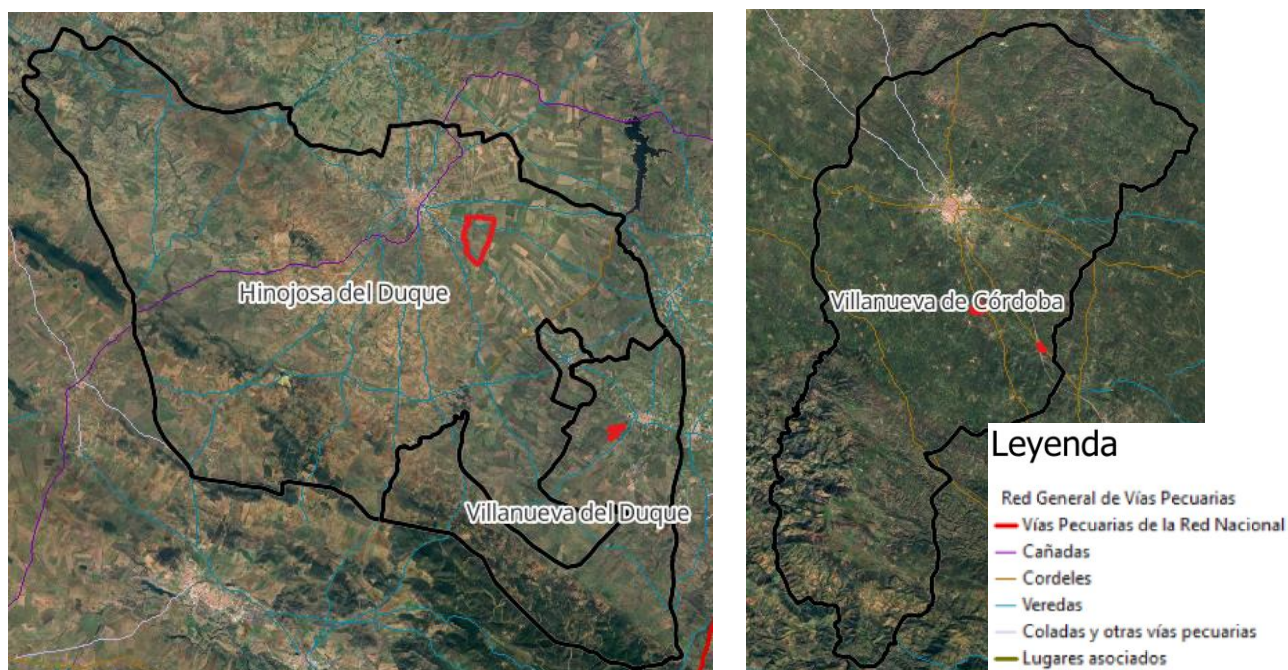 Hinojosa del Duque
Villanueva del Duque
Villanueva de Córdoba
Leyenda
Red General de Vías Pecuarias
Vías Pecuarias de la Red Nacional
Cañadas
Cordeles
Veredas
Coladas y otras vías pecuarias
Lugares asociados